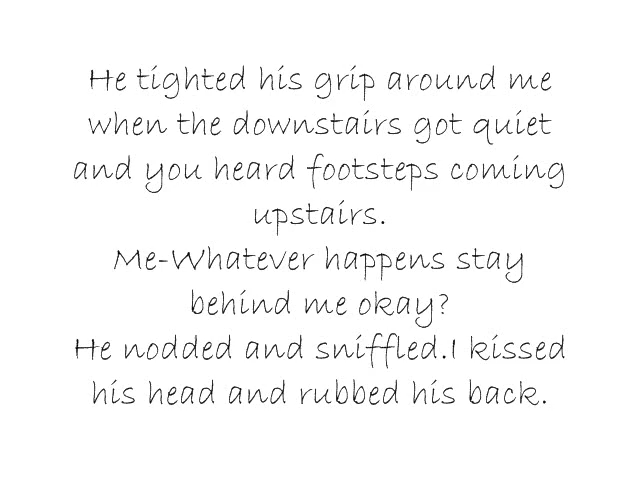 He tighted his grip around me
when the downstairs got quiet
and you heard footsteps coming
upstairs.
Me-Whatever happens stay
behind me okay?
He nodded and sniffled.I kissed
his head and rubbed his back.